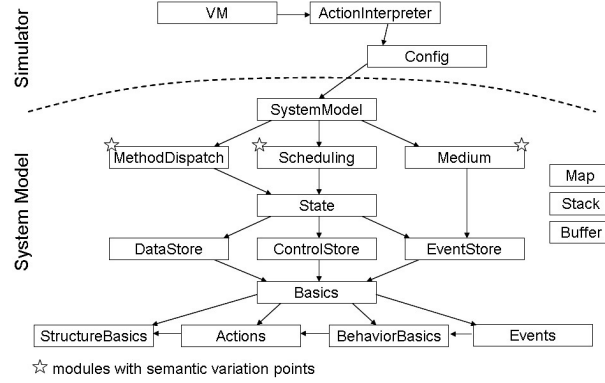 Simulator
VM
ActionInterpreter
Config
System Model
SystemModel
MethodDispatch
Scheduling
Medium
Map
State
Stack
DataStore
ControlStore
EventStore
Buffer
Basics
StructureBasics
Actions
BehaviorBasics
Events
modules with semantic variation points